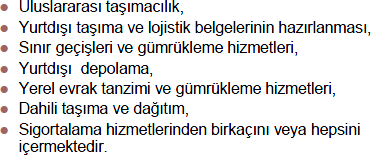 ● Uluslararası taşımacılık,
● Yurtdışı taşıma ve lojistik belgelerinin hazırlanması,
● Sınır geçişleri ve gümrükleme hizmetleri,
● Yurtdışı  depolama,
● Yerel evrak tanzimi ve gümrükleme hizmetleri,
● Dahili taşıma ve dağıtım,
● Sigortalama hizmetlerinden birkaçını veya hepsini
içermektedir.